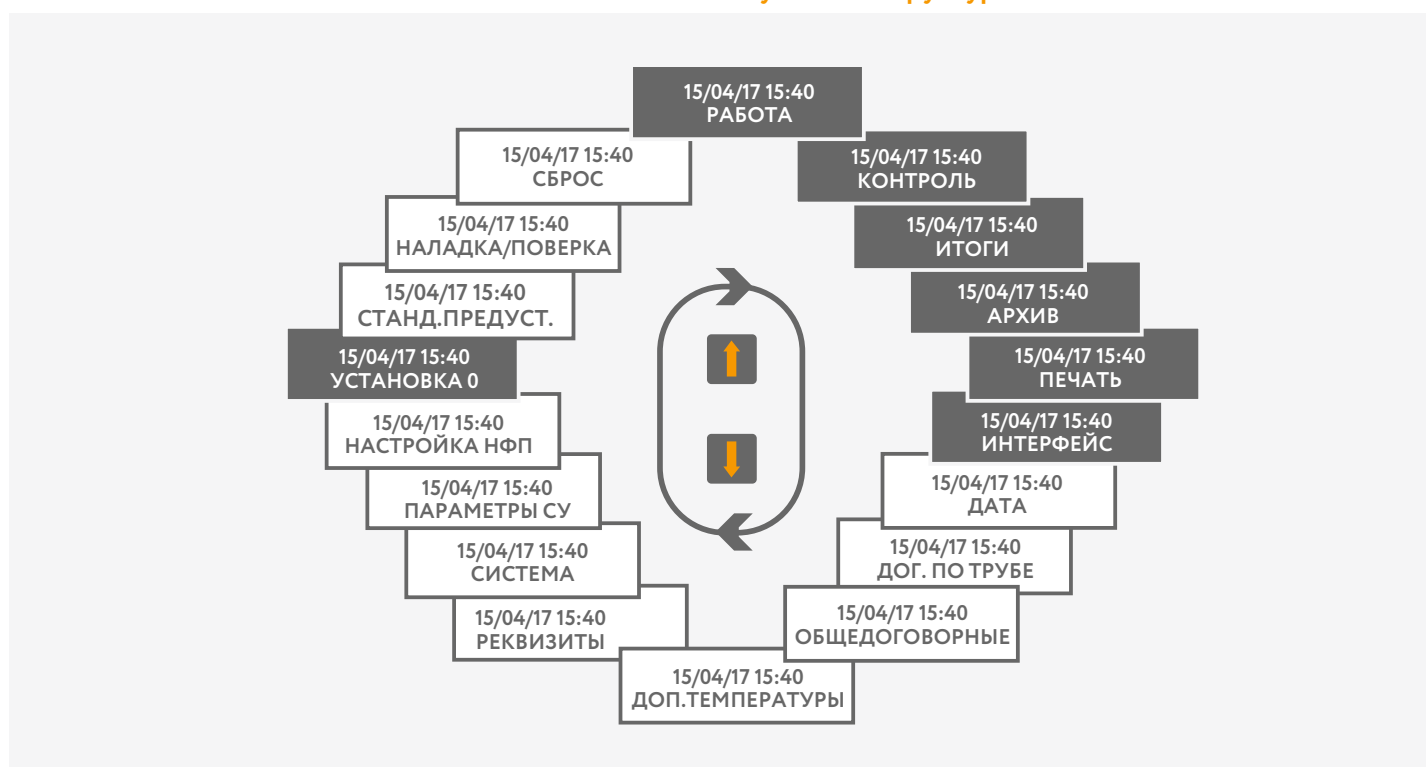 15/04/17 15:40
РАБОТА
15/04/17 15:40
КОНТРОЛЬ
15/04/17 15:40
ИТОГИ
15/04/17 15:40
АРХИВ
15/04/17 15:40
ПЕЧАТЬ
15/04/17 15:40
ИНТЕРФЕЙС
15/04/17 15:40
ДАТА
15/04/17 15:40
ДОГ. ПО ТРУБЕ
15/04/17 15:40
ОБЩЕДОГОВОРНЫЕ
15/04/17 15:40
ДОП.ТЕМПЕРАТУРЫ
15/04/17 15:40
РЕКВИЗИТЫ
15/04/17 15:40
СИСТЕМА
15/04/17 15:40
ПАРАМЕТРЫ СУ
15/04/17 15:40
НАСТРОЙКА НФП
15/04/17 15:40
УСТАНОВКА 0
15/04/17 15:40
СТАНД.ПРЕДУСТ.
15/04/17 15:40
НАЛАДКА/ПОВЕРКА
15/04/17 15:40
СБРОС